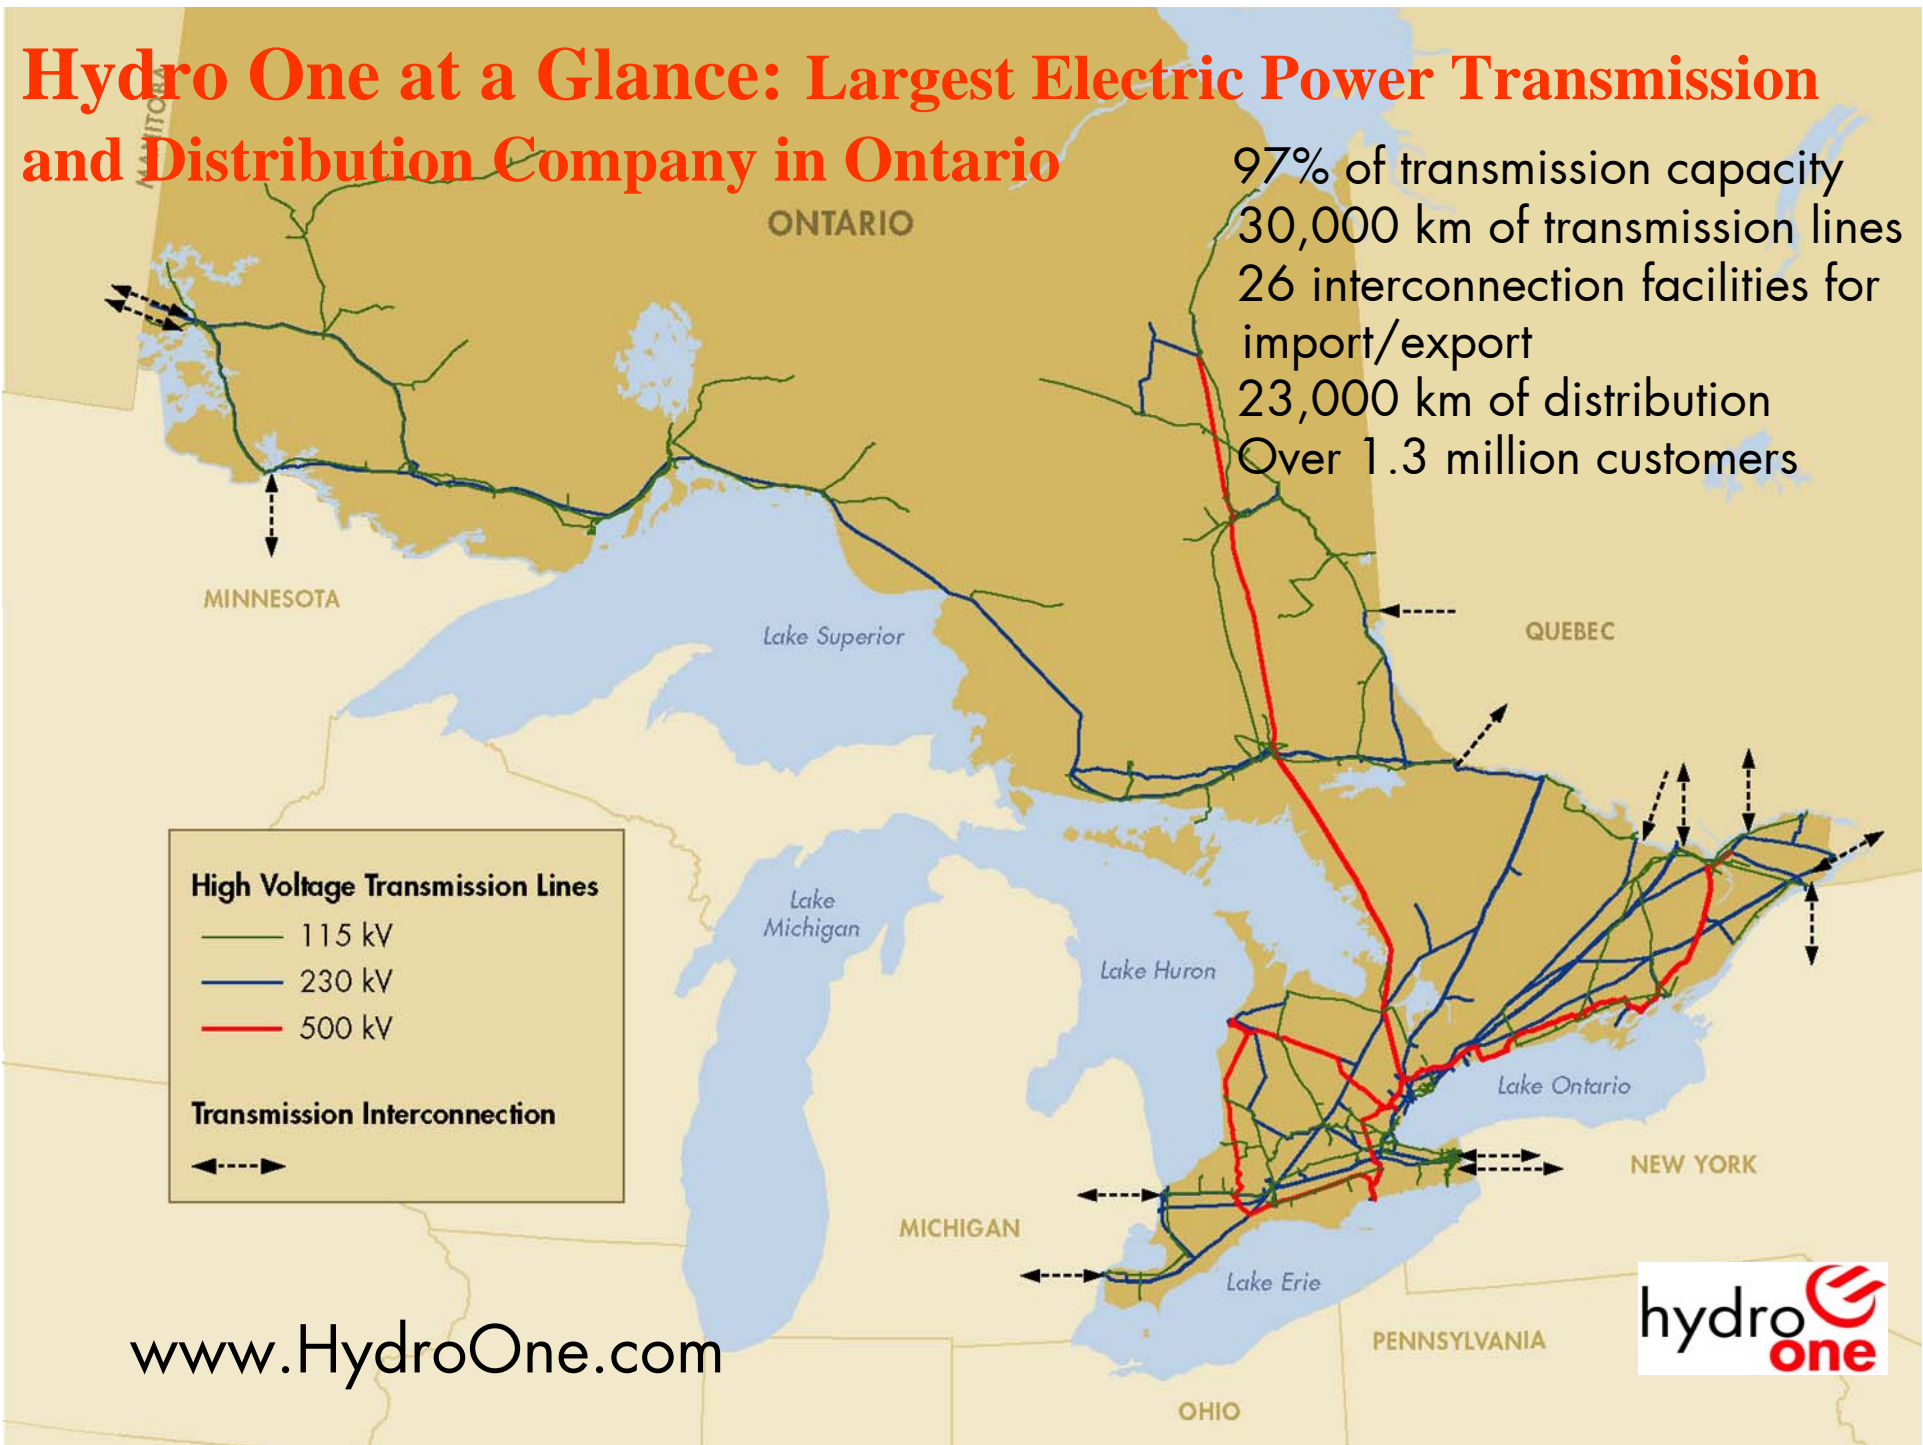 Hydro One at a Glance: Largest Electric Power Transmission
and Distribution Company in Ontario
97% of transmission capacity
30,000 km of transmission lines
26 interconnection facilities for
import/export
23,000 km of distribution
Over 1.3 million customers
MANITOBA
ONTARIO
MINNESOTA
Lake Superior
QUEBEC
High Voltage Transmission Lines
115 kV
230 kV
500 kV
Transmission Interconnection
Lake
Michigan
Lake Huron
Lake Ontario
NEW YORK
MICHIGAN
Lake Erie
PENNSYLVANIA
OHIO
www.HydroOne.com
hydro
one